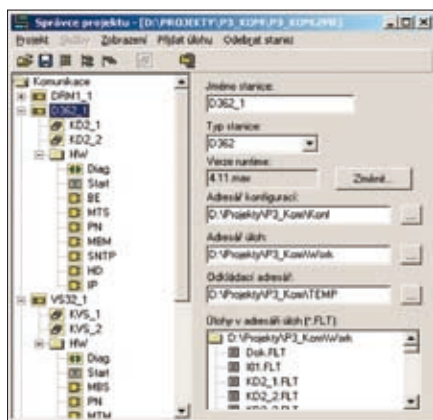 Správce projektu - [D:\PROJEKTY\P3_KOM\P3_KOM2.PRJ]
Projekt Služby Zobrazení Přidat úlohu Odebrat stanici
Komunikace
DRM1_1
D362_1
KD2_1
KD2_2
HW
Diag
Start
BE
MTS
PN
MBM
SNTP
HD
IP
VS32_1
KVS_1
KVS_2
HW
Diag
Start
MBS
PN
MTM
Jméno stanice:
D362_1
Typ stanice:
D362
Verze runtime:
4.11 max
Změnit...
Adresář konfigurací:
D:\Projekty\P3_Kom\Konf
...
Adresář úloh:
D:\Projekty\P3_Kom\Work
...
Odkládací adresář:
D:\Projekty\P3_Kom\TEMP
...
Úlohy v adresáři úloh (*.FLT):
D:\Projekty\P3_Kom\Work
Dok.FLT
I01.FLT
KD2_1.FLT
KD2_2.FLT